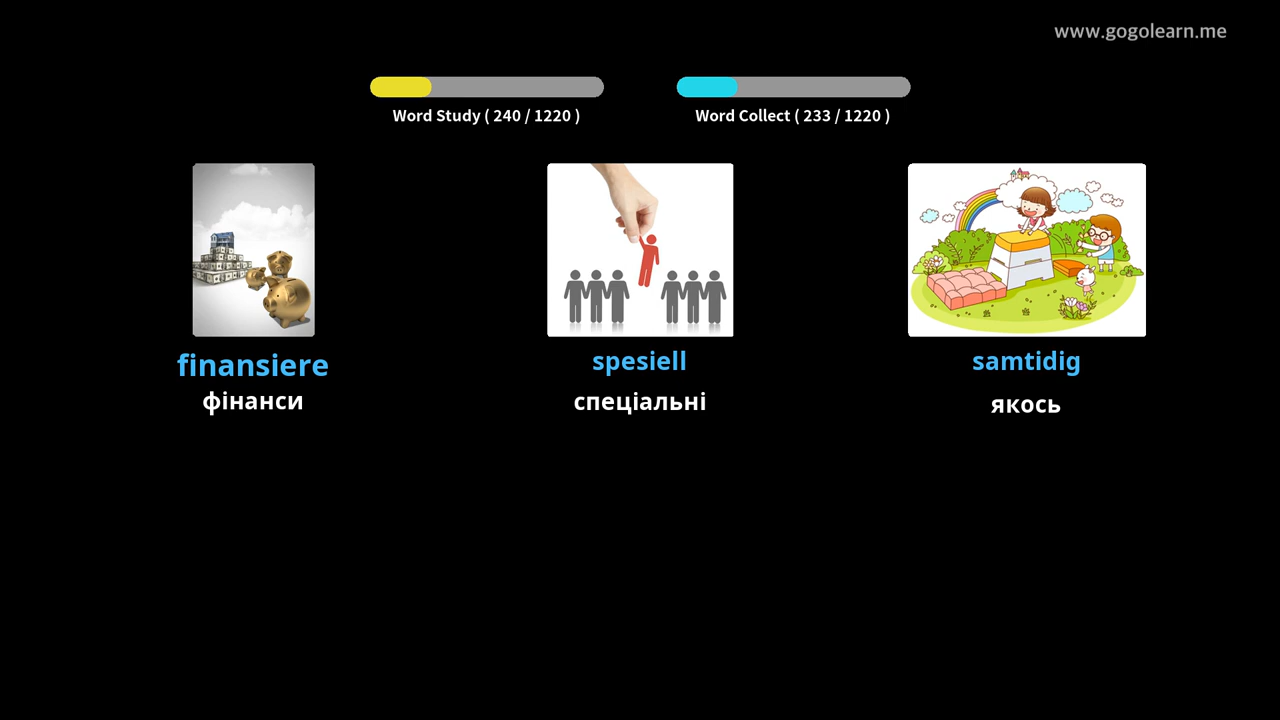 www.gogolearn.me
Word Study ( 240 / 1220 )
Word Collect ( 233 / 1220 )
finansiere
фінанси
spesiell
спеціальні
samtidig
якось